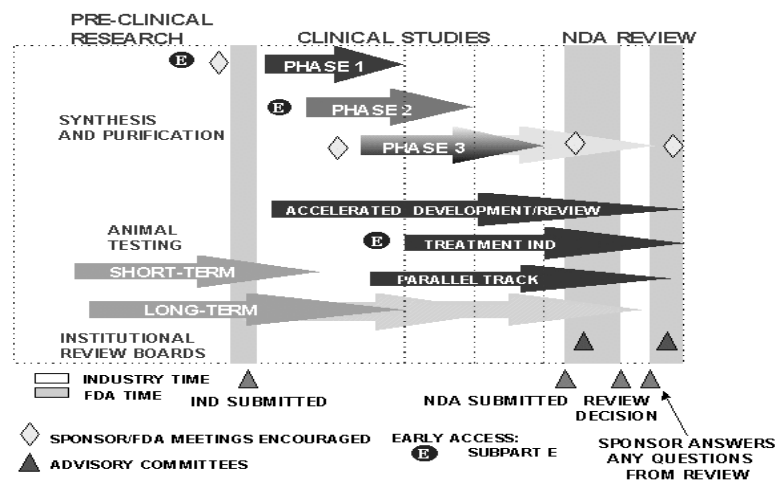 PRE-CLINICAL
RESEARCH
CLINICAL STUDIES
NDA REVIEW
E
PHASE 1
E
PHASE 2
SYNTHESIS
AND PURIFICATION
PHASE 3
ACCELERATED DEVELOPMENT/REVIEW
ANIMAL
TESTING
E
TREATMENT IND
SHORT-TERM
PARALLEL TRACK
LONG-TERM
INSTITUTIONAL
REVIEW BOARDS
INDUSTRY TIME
FDA TIME
IND SUBMITTED
NDA SUBMITTED
REVIEW
DECISION
SPONSOR/FDA MEETINGS ENCOURAGED
ADVISORY COMMITTEES
EARLY ACCESS:
E SUBPART E
SPONSOR ANSWERS
ANY QUESTIONS
FROM REVIEW